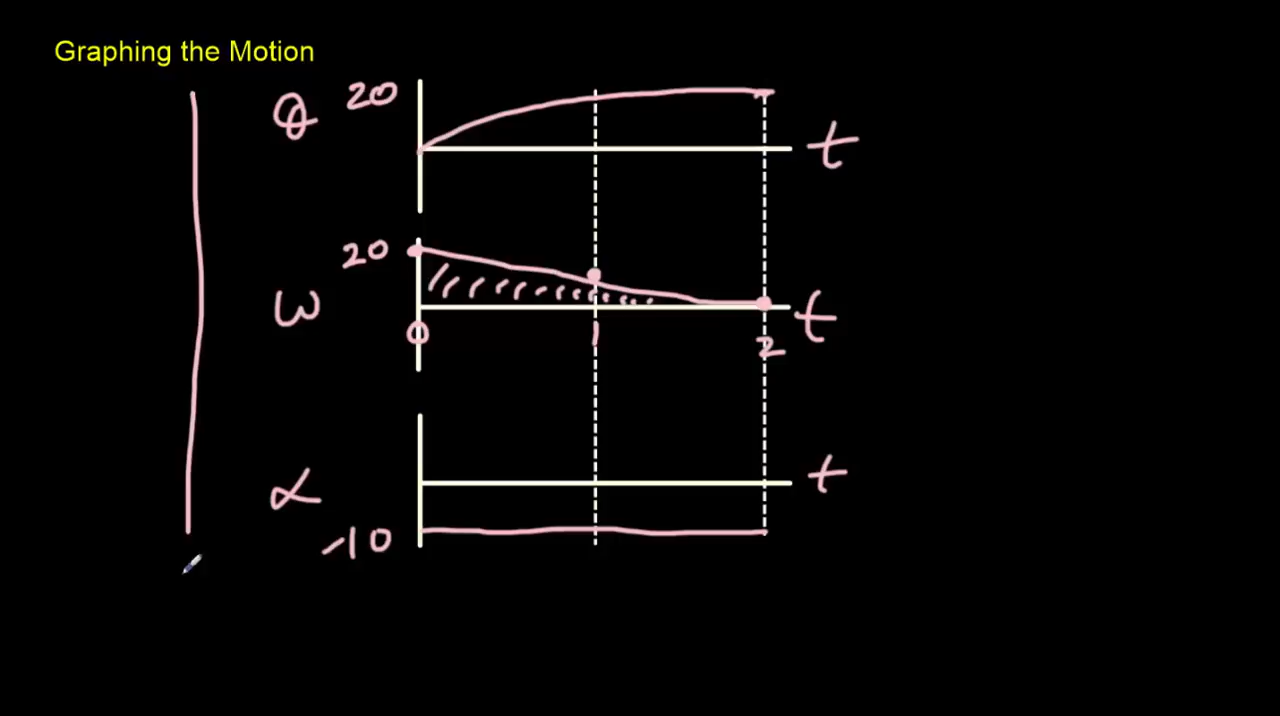 Graphing the Motion
θ 20 t
20
ω t
0 1 2
α t
-10